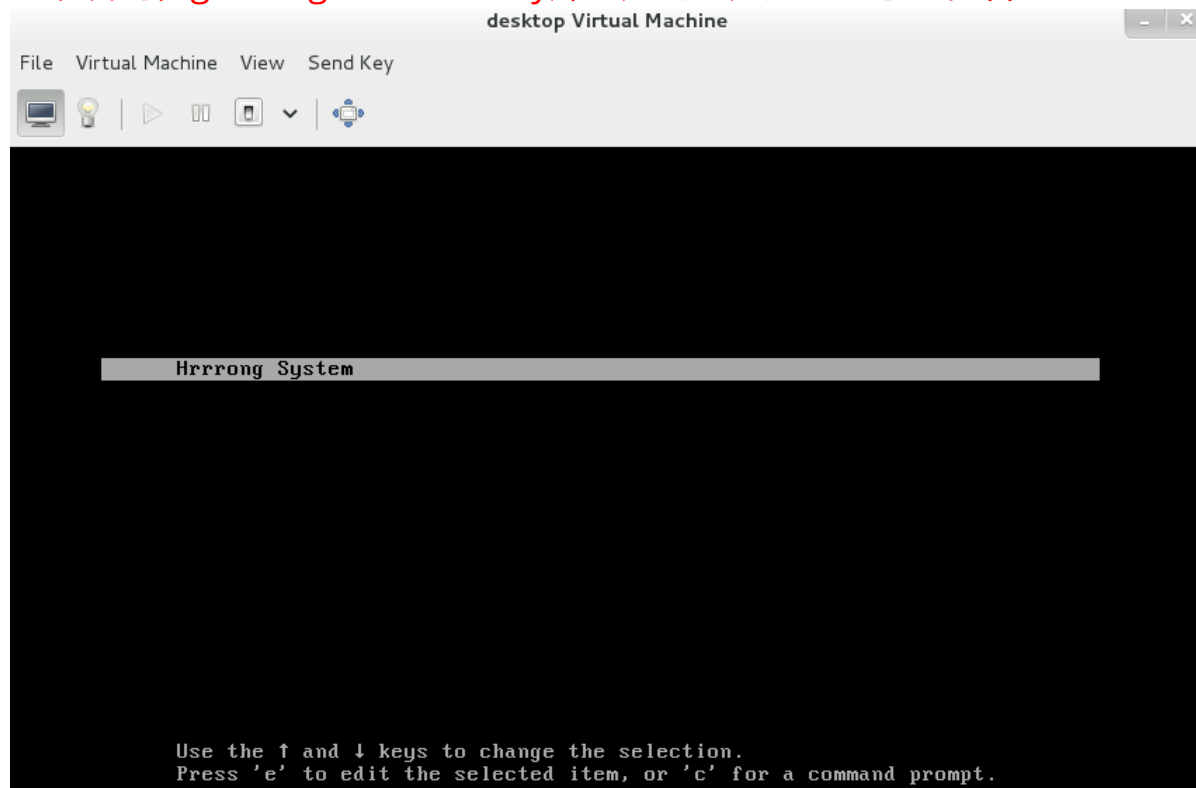 desktop Virtual Machine
File Virtual Machine View Send Key
Hrrrong System
Use the ↑ and ↓ keys to change the selection.
Press 'e' to edit the selected item, or 'c' for a command prompt.